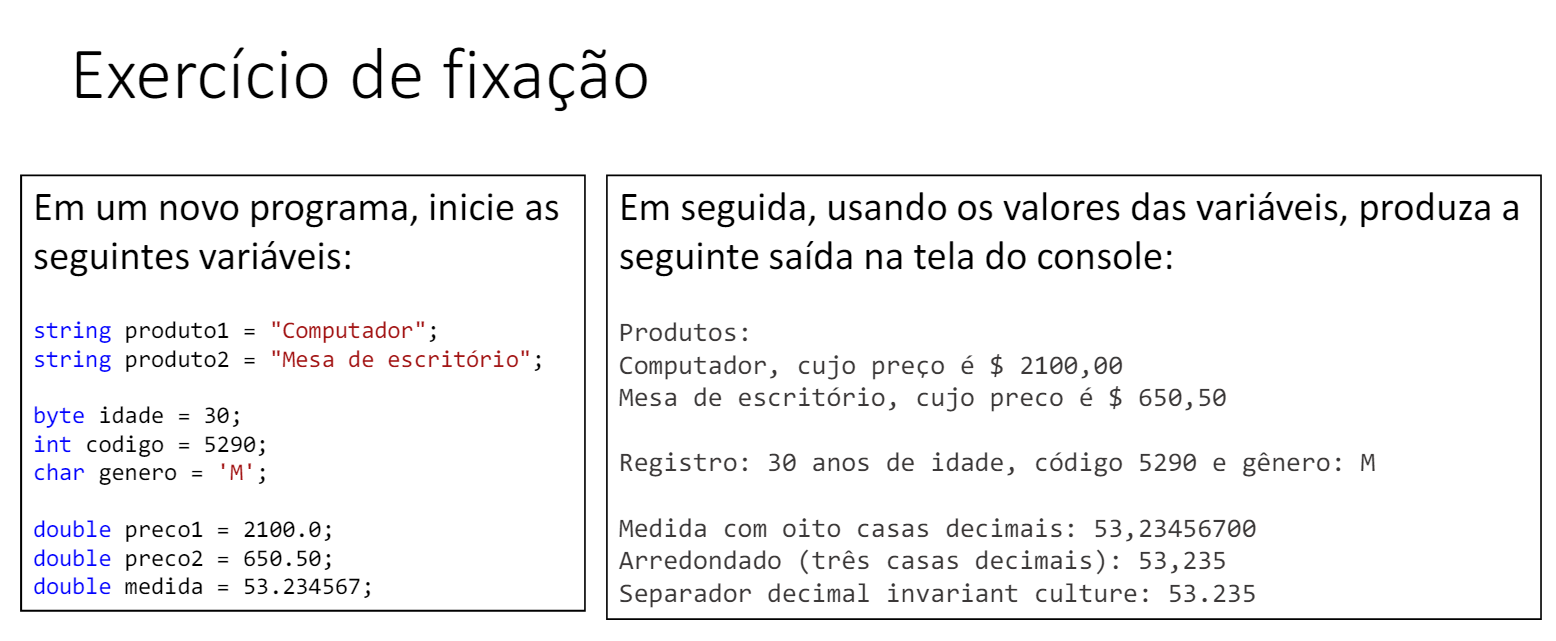 Exercício de fixação
Em um novo programa, inicie as
seguintes variáveis:
string produto1 = "Computador";
string produto2 = "Mesa de escritório";
byte idade = 30;
int codigo = 5290;
char genero = 'M';
double preco1 = 2100.0;
double preco2 = 650.50;
double medida = 53.234567;
Em seguida, usando os valores das variáveis, produza a
seguinte saída na tela do console:
Produtos:
Computador, cujo preço é $ 2100,00
Mesa de escritório, cujo preco é $ 650,50
Registro: 30 anos de idade, código 5290 e gênero: M
Medida com oito casas decimais: 53,23456700
Arredondado (três casas decimais): 53,235
Separador decimal invariant culture: 53.235